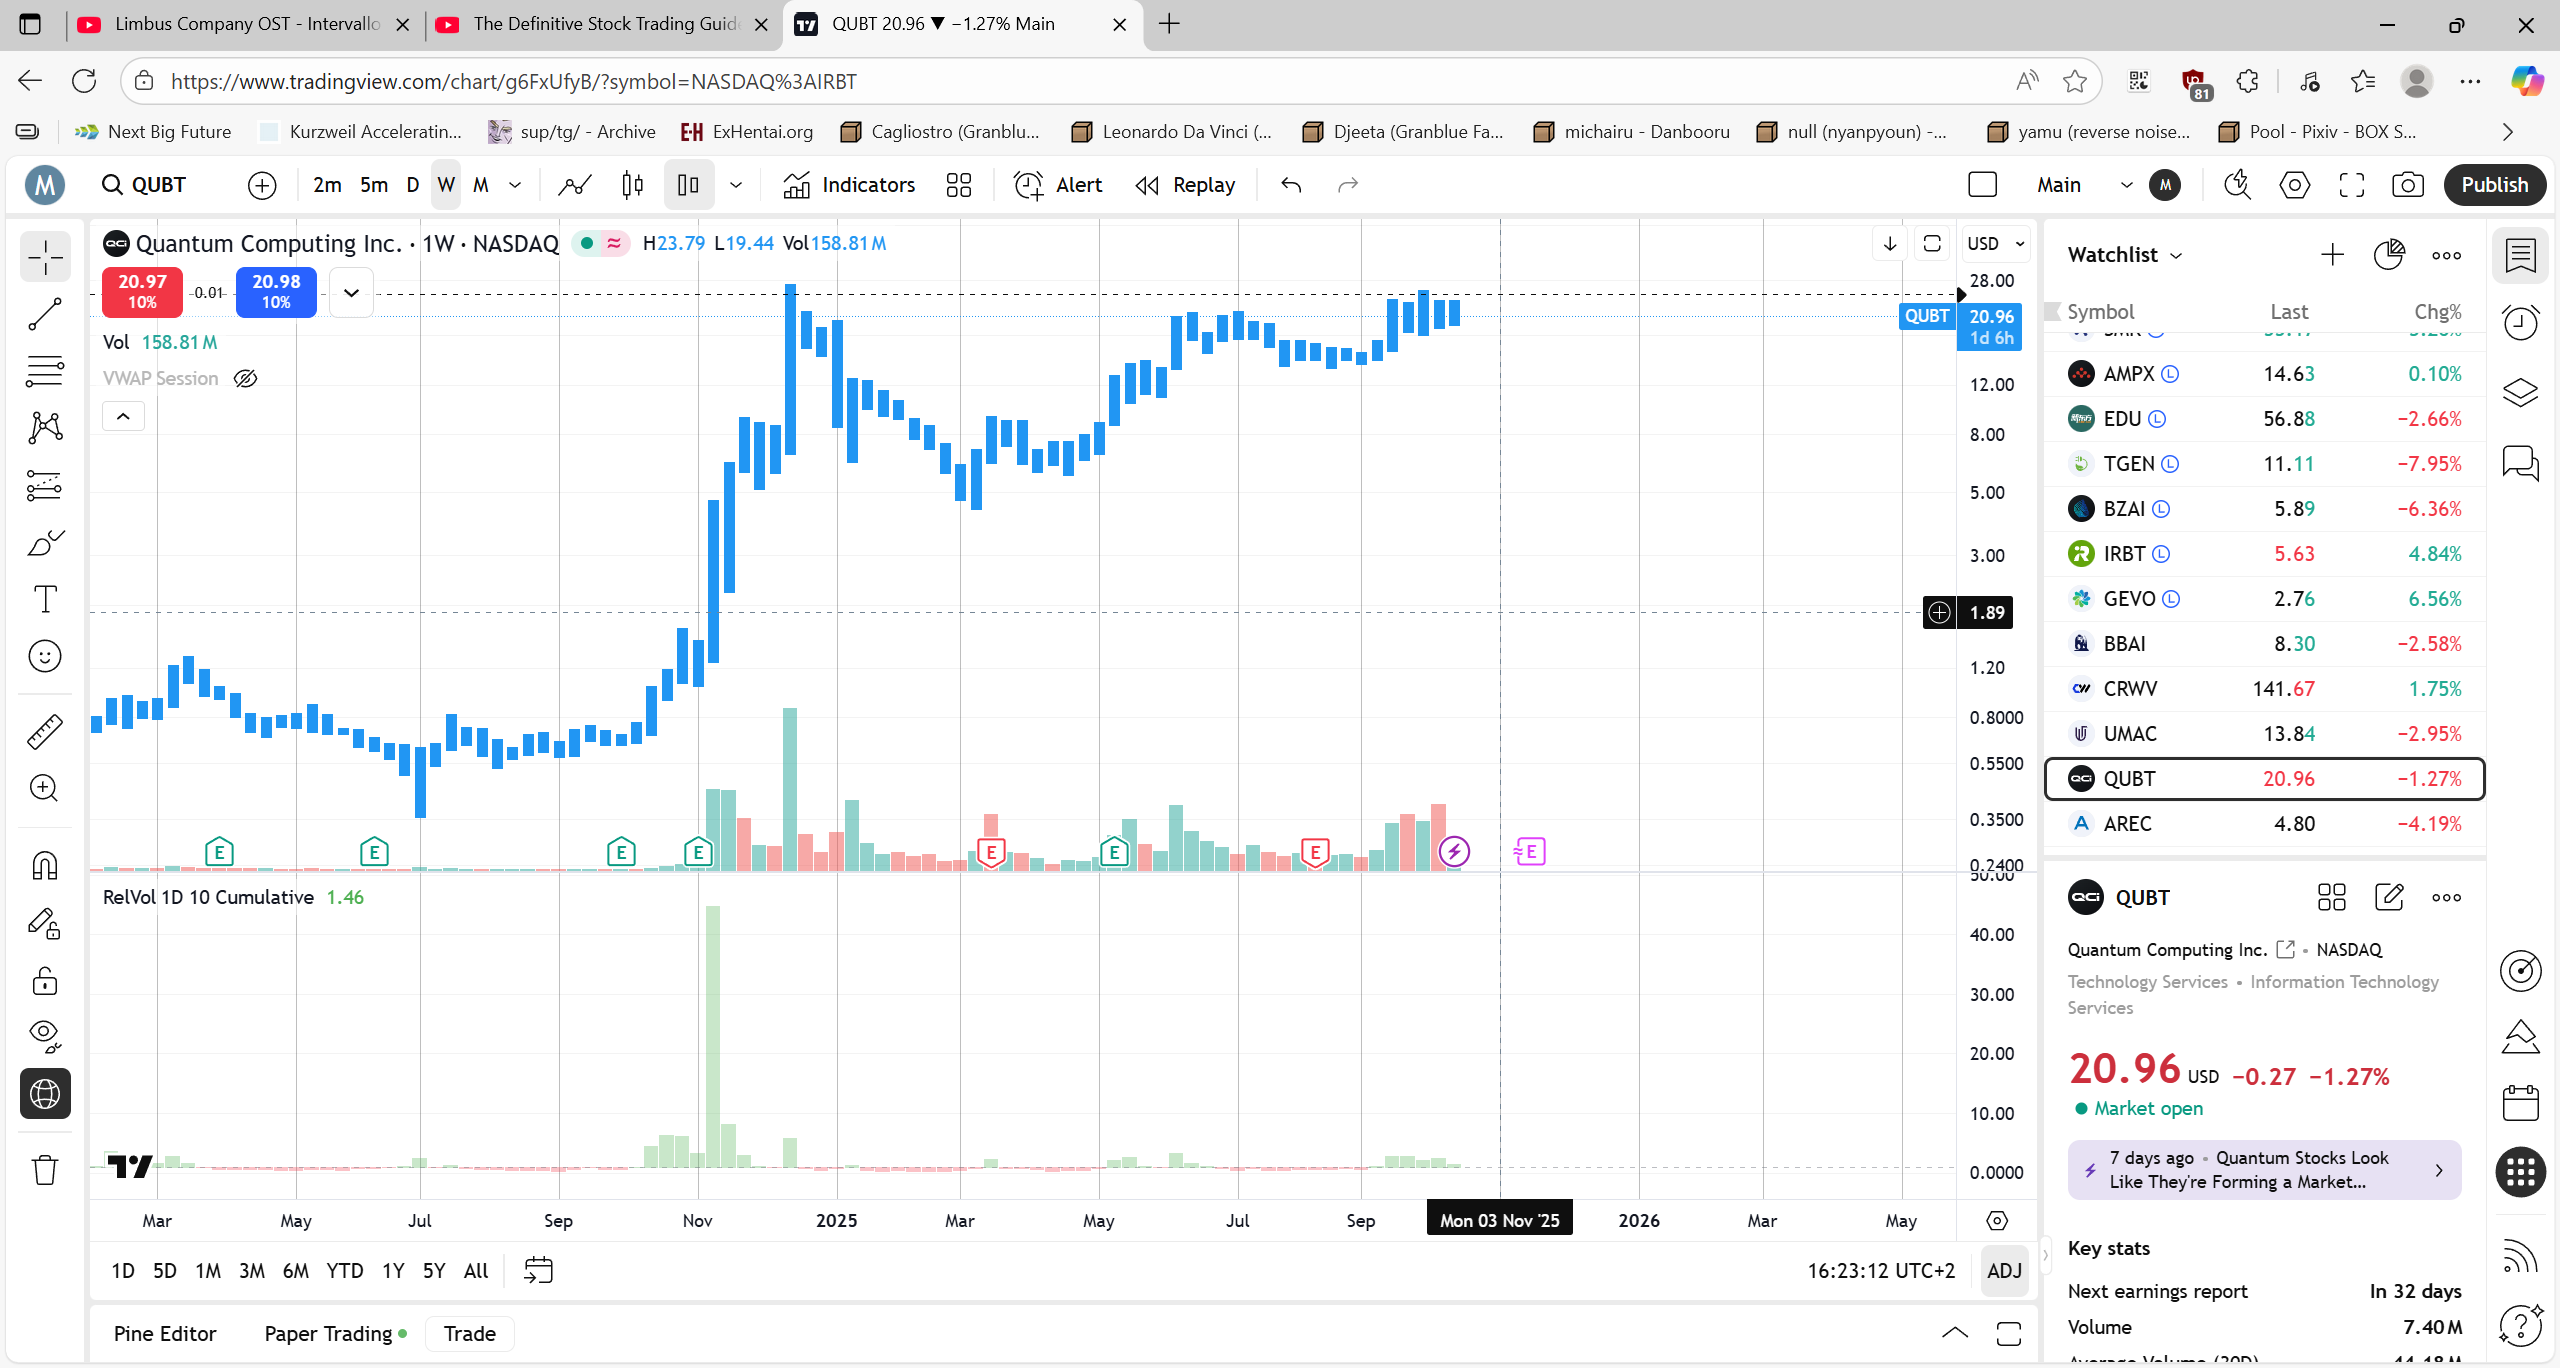 Limbus Company OST - Intervallo
The Definitive Stock Trading Guid
QUBT 20.96 ▼ −1.27% Main
https://www.tradingview.com/chart/g6FxUfyB/?symbol=NASDAQ%3AIRBT
81
Next Big Future
Kurzweil Acceleratin...
sup/tg/ - Archive
ExHentai.org
Cagliostro (Granblu...
Leonardo Da Vinci (...
Djeeta (Granblue Fa...
michairu - Danbooru
null (nyanpyoun) -...
yamu (reverse noise...
Pool - Pixiv - BOX S...
M
QUBT
2m 5m D W M
Indicators
Alert
Replay
Main
M
Publish
Quantum Computing Inc. · 1W · NASDAQ
H23.79 L19.44 Vol158.81M
20.97
10%
0.01
20.98
10%
Vol 158.81M
VWAP Session
USD
28.00
QUBT 20.96
1d 6h
12.00
8.00
5.00
3.00
1.89
1.20
0.8000
0.5500
0.3500
0.2400
E E E E E E E E
RelVol 1D 10 Cumulative 1.46
50.00
40.00
30.00
20.00
10.00
0.0000
Mar May Jul Sep Nov 2025 Mar May Jul Sep Mon 03 Nov '25 2026 Mar May
1D 5D 1M 3M 6M YTD 1Y 5Y All
16:23:12 UTC+2 ADJ
Pine Editor Paper Trading Trade
Watchlist
Symbol Last Chg%
AMPX L 14.63 0.10%
EDU L 56.88 −2.66%
TGEN L 11.11 −7.95%
BZAI L 5.89 −6.36%
IRBT L 5.63 4.84%
GEVO L 2.76 6.56%
BBAI 8.30 −2.58%
CRWV 141.67 1.75%
UMAC 13.84 −2.95%
QUBT 20.96 −1.27%
AREC 4.80 −4.19%
QCi QUBT
Quantum Computing Inc. • NASDAQ
Technology Services • Information Technology
Services
20.96 USD −0.27 −1.27%
Market open
7 days ago • Quantum Stocks Look
Like They're Forming a Market...
Key stats
Next earnings report In 32 days
Volume 7.40M